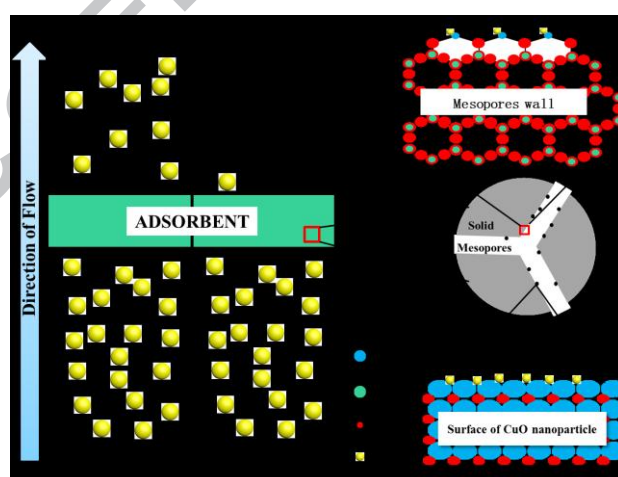 Direction of Flow
ADSORBENT
Mesopores wall
Solid
Mesopores
Surface of CuO nanoparticle